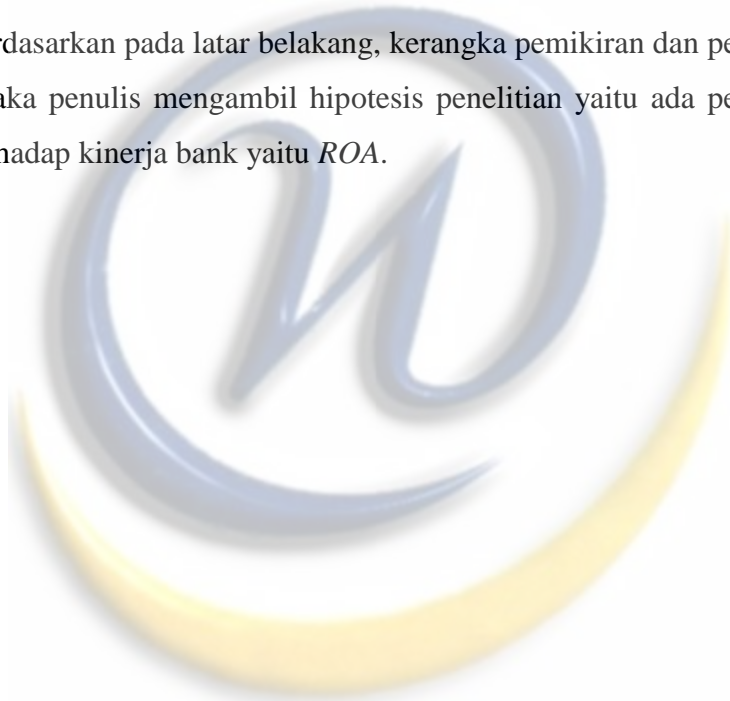 rdasarkan pada latar belakang, kerangka pemikiran dan pe
aka penulis mengambil hipotesis penelitian yaitu ada pe
hadap kinerja bank yaitu ROA.